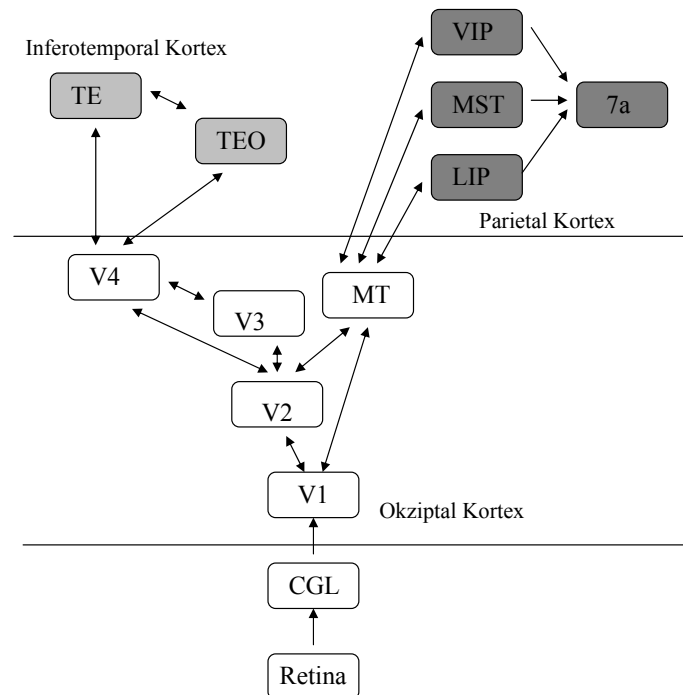 VIP
Inferotemporal Kortex
TE
MST
7a
TEO
LIP
Parietal Kortex
V4
MT
V3
V2
V1
Okziptal Kortex
CGL
Retina